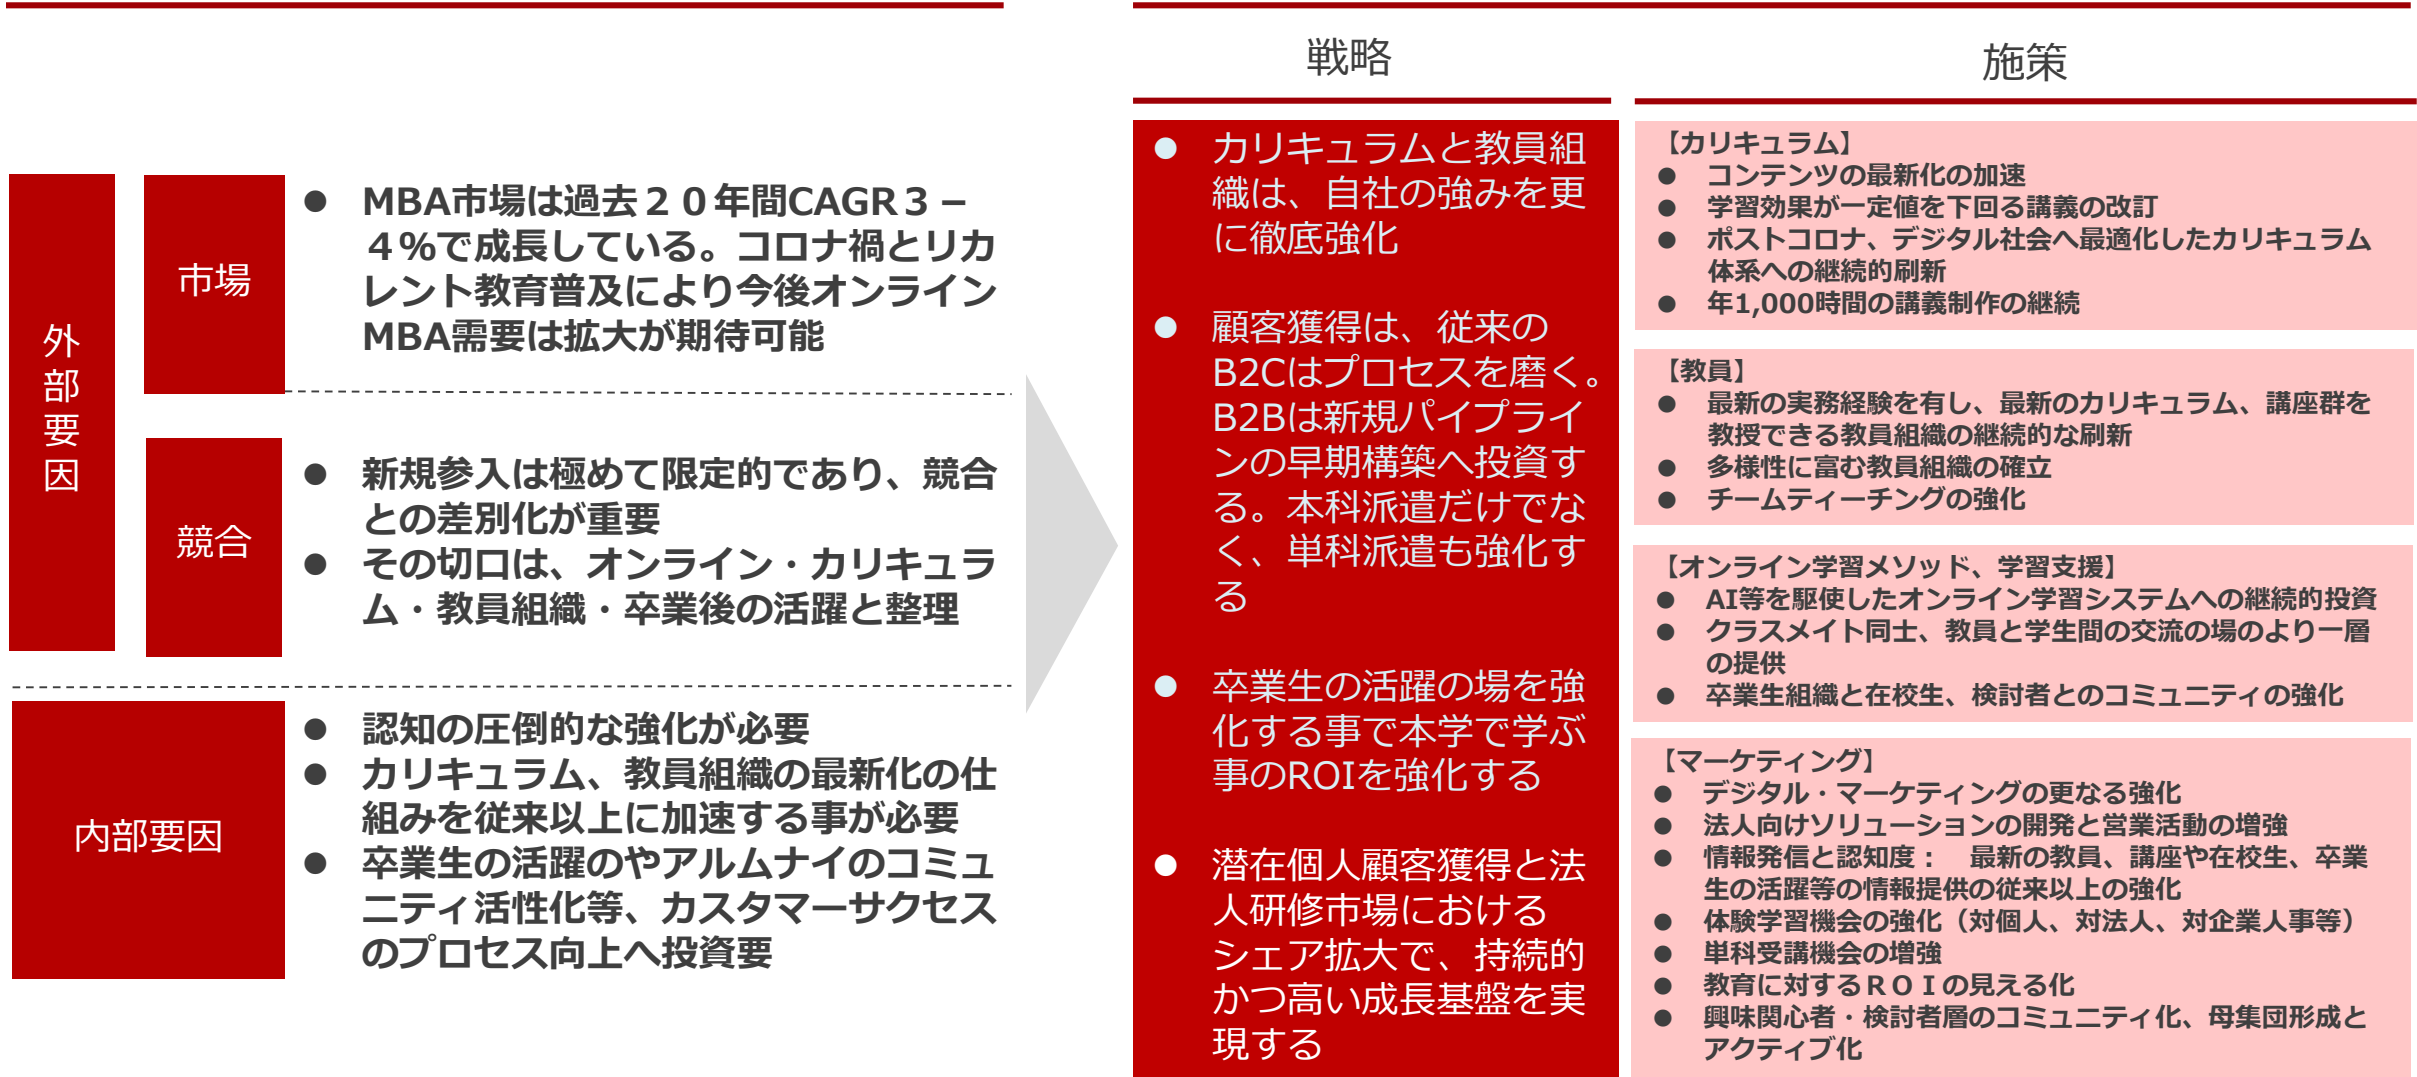 外
部
要
因
市場
● MBA市場は過去２０年間CAGR３－
４％で成長している。コロナ禍とリカ
レント教育普及により今後オンライン
MBA需要は拡大が期待可能
競合
● 新規参入は極めて限定的であり、競合
との差別化が重要
● その切口は、オンライン・カリキュラ
ム・教員組織・卒業後の活躍と整理
内部要因
● 認知の圧倒的な強化が必要
● カリキュラム、教員組織の最新化の仕
組みを従来以上に加速する事が必要
● 卒業生の活躍のやアルムナイのコミュ
ニティ活性化等、カスタマーサクセス
のプロセス向上へ投資要
戦略
● カリキュラムと教員組
織は、自社の強みを更
に徹底強化
● 顧客獲得は、従来の
B2Cはプロセスを磨く。
B2Bは新規パイプライ
ンの早期構築へ投資す
る。本科派遣だけでな
く、単科派遣も強化す
る
● 卒業生の活躍の場を強
化する事で本学で学ぶ
事のROIを強化する
● 潜在個人顧客獲得と法
人研修市場における
シェア拡大で、持続的
かつ高い成長基盤を実
現する
施策
【カリキュラム】
● コンテンツの最新化の加速
● 学習効果が一定値を下回る講義の改訂
● ポストコロナ、デジタル社会へ最適化したカリキュラム
体系への継続的刷新
● 年1,000時間の講義制作の継続
【教員】
● 最新の実務経験を有し、最新のカリキュラム、講座群を
教授できる教員組織の継続的な刷新
● 多様性に富む教員組織の確立
● チームティーチングの強化
【オンライン学習メソッド、学習支援】
● AI等を駆使したオンライン学習システムへの継続的投資
● クラスメイト同士、教員と学生間の交流の場のより一層
の提供
● 卒業生組織と在校生、検討者とのコミュニティの強化
【マーケティング】
● デジタル・マーケティングの更なる強化
● 法人向けソリューションの開発と営業活動の増強
● 情報発信と認知度：　最新の教員、講座や在校生、卒業
生の活躍等の情報提供の従来以上の強化
● 体験学習機会の強化（対個人、対法人、対企業人事等）
● 単科受講機会の増強
● 教育に対するＲＯＩの見える化
● 興味関心者・検討者層のコミュニティ化、母集団形成と
アクティブ化